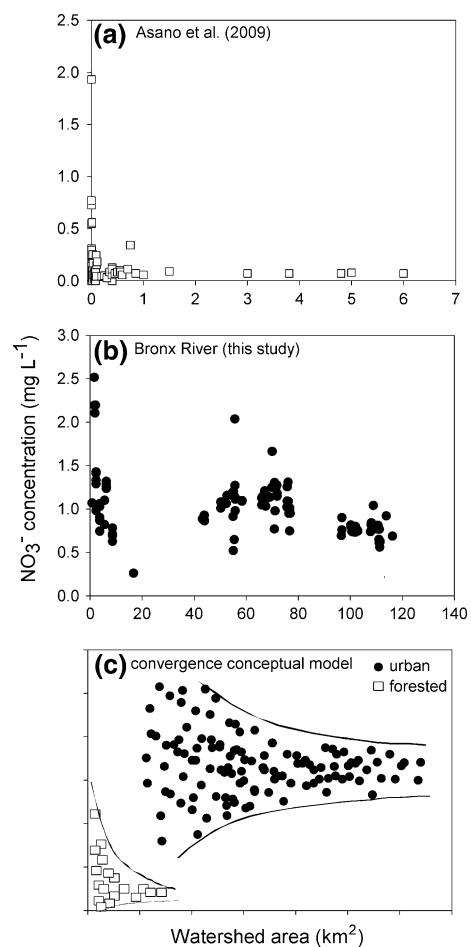 (a) Asano et al. (2009)
2.5
2.0
1.5
1.0
0.5
0.0
0 1 2 3 4 5 6 7
(b) Bronx River (this study)
3.0
2.5
2.0
1.5
1.0
0.5
0.0
0 20 40 60 80 100 120 140
NO3⁻ concentration (mg L⁻¹)
(c) convergence conceptual model
urban
forested
Watershed area (km²)